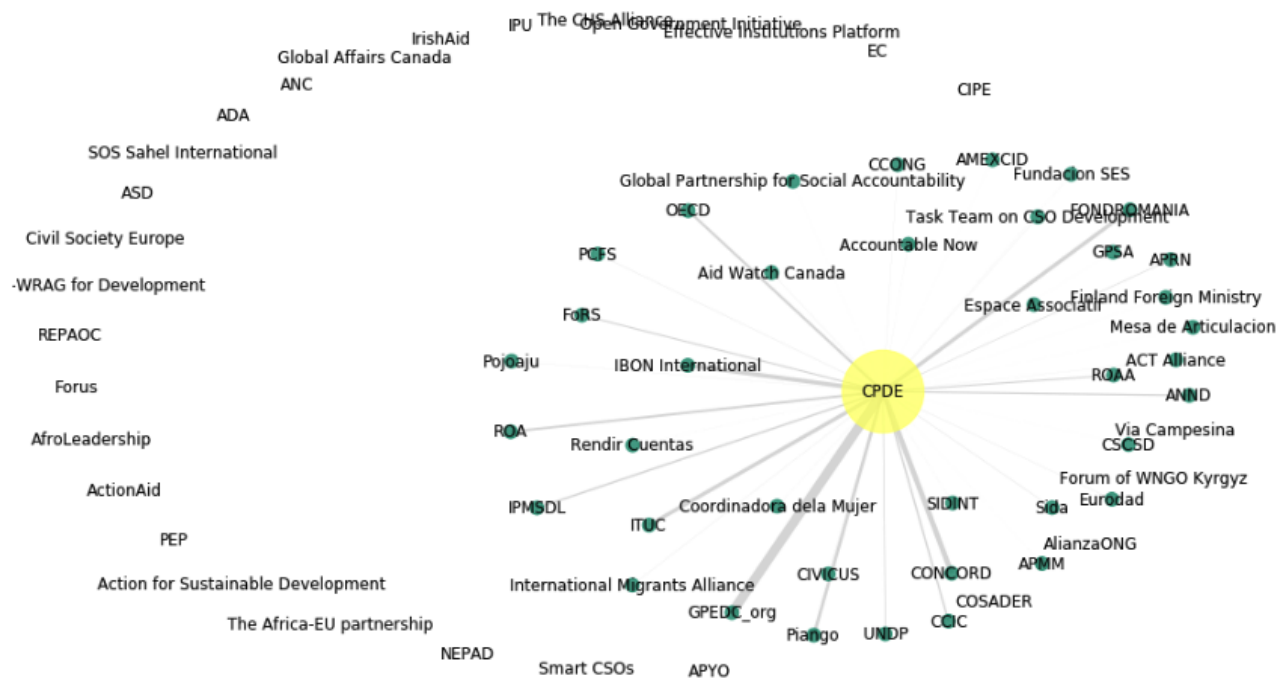 The CHS Alliance
Open Government Initiative
IPU
Effective Institutions Platform
IrishAid
EC
Global Affairs Canada
ANC
CIPE
ADA
SOS Sahel International
AMEXCID
CCONG
Fundacion SES
Global Partnership for Social Accountability
ASD
OECD
FONDROMANIA
Task Team on CSO Development
Civil Society Europe
Accountable Now
PCFS
GPSA
APRN
Aid Watch Canada
-WRAG for Development
Finland Foreign Ministry
Espace Associatif
FoRS
Mesa de Articulacion
REPAOC
Pojoaju
ACT Alliance
IBON International
ROAA
Forus
CPDE
ANND
ROA
Via Campesina
AfroLeadership
Rendir Cuentas
CSCSD
Forum of WNGO Kyrgyz
ActionAid
Eurodad
SIDINT
Coordinadora dela Mujer
IPMSDL
Sida
ITUC
PEP
AlianzaONG
APMM
CIVICUS
CONCORD
Action for Sustainable Development
International Migrants Alliance
COSADER
GPEDC_org
CCIC
The Africa-EU partnership
UNDP
Piango
NEPAD
Smart CSOs
APYO